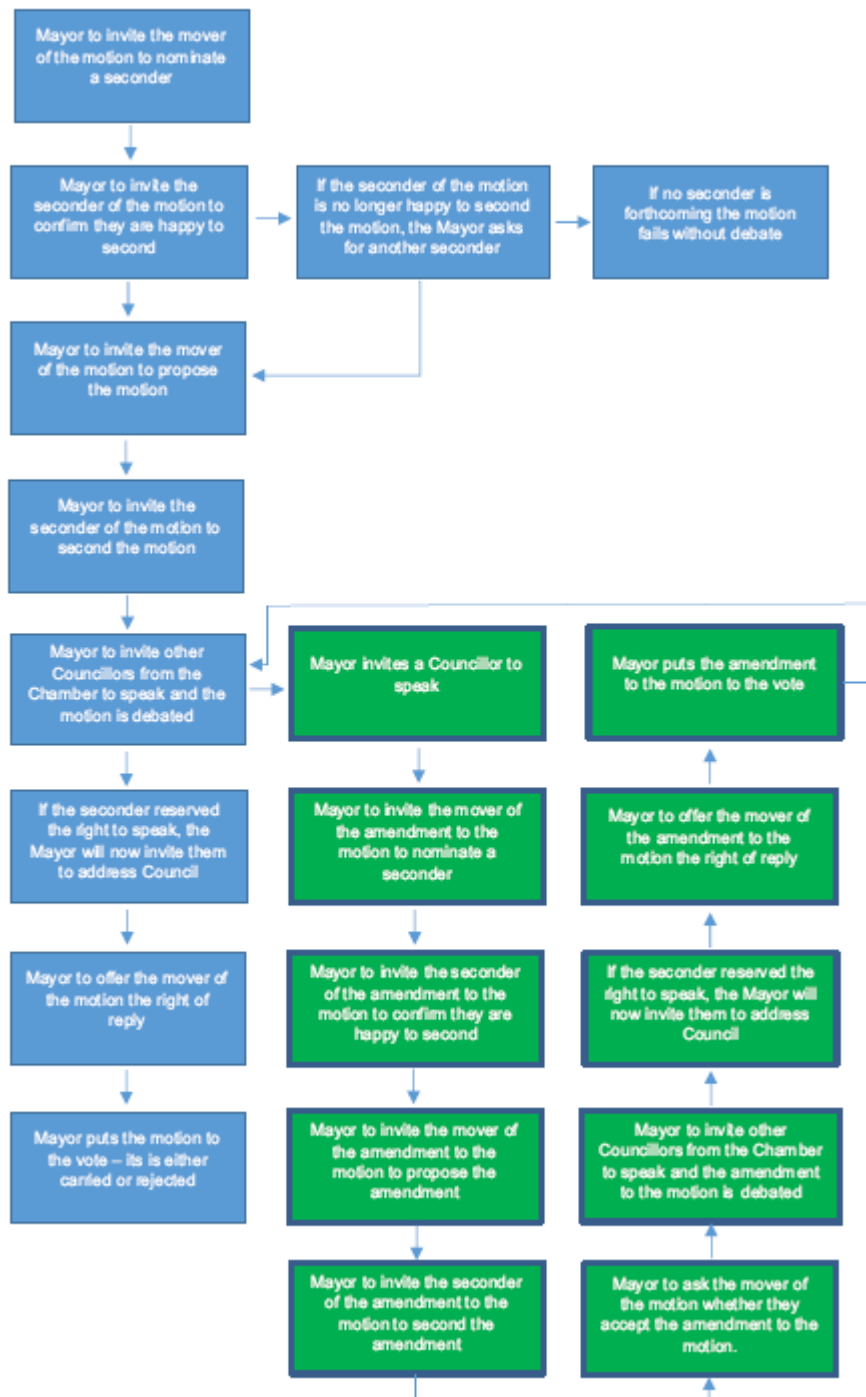 Mayor to invite the mover
of the motion to nominate
a seconder
Mayor to invite the
seconder of the motion to
confirm they are happy to
second
If the seconder of the motion
is no longer happy to second
the motion, the Mayor asks
for another seconder
If no seconder is
forthcoming the motion
fails without debate
Mayor to invite the mover
of the motion to propose
the motion
Mayor to invite the
seconder of the motion to
second the motion
Mayor to invite other
Councillors from the
Chamber to speak and the
motion is debated
If the seconder reserved
the right to speak, the
Mayor will now invite them
to address Council
Mayor to offer the mover of
the motion the right of
reply
Mayor puts the motion to
the vote – its is either
carried or rejected
Mayor invites a Councillor to
speak
Mayor to invite the mover of
the amendment to the
motion to nominate a
seconder
Mayor to invite the seconder
of the amendment to the
motion to confirm they are
happy to second
Mayor to invite the mover of
the amendment to the
motion to propose the
amendment
Mayor to invite the seconder
of the amendment to the
motion to second the
amendment
Mayor puts the amendment
to the motion to the vote
Mayor to offer the mover of
the amendment to the
motion the right of reply
If the seconder reserved the
right to speak, the Mayor will
now invite them to address
Council
Mayor to invite other
Councillors from the Chamber
to speak and the amendment
to the motion is debated
Mayor to ask the mover of
the motion whether they
accept the amendment to the
motion.